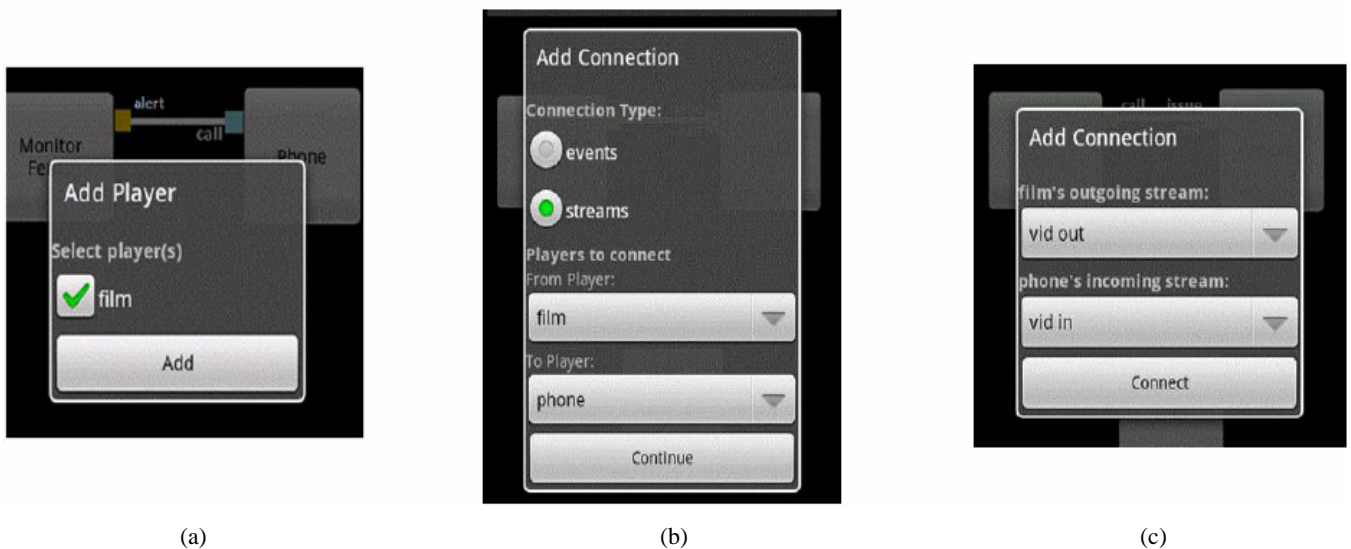 alert
call
Monitor
Fe
Phone
Add Player
Select player(s)
film
Add
(a)
Add Connection
Connection Type:
events
streams
Players to connect
From Player:
film
To Player:
phone
Continue
(b)
call issue
Add Connection
film's outgoing stream:
vid out
phone's incoming stream:
vid in
Connect
(c)